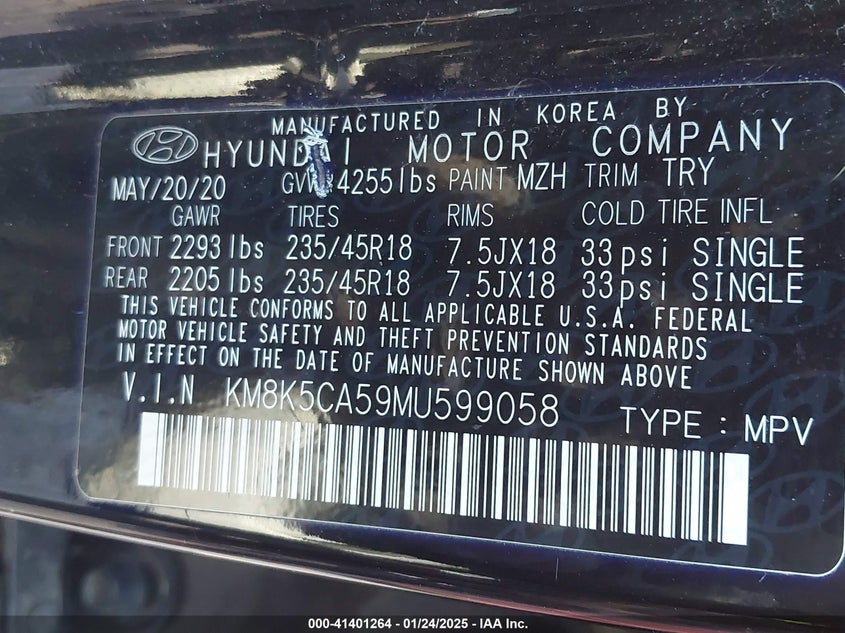 MANUFACTURED IN KOREA BY
HYUNDAI MOTOR COMPANY
MAY/20/20 GVW 4255lbs PAINT MZH TRIM TRY
GAWR TIRES RIMS COLD TIRE INFL
FRONT 2293lbs 235/45R18 7.5JX18 33psi SINGLE
REAR 2205lbs 235/45R18 7.5JX18 33psi SINGLE
THIS VEHICLE CONFORMS TO ALL APPLICABLE U.S.A. FEDERAL
MOTOR VEHICLE SAFETY AND THEFT PREVENTION STANDARDS
IN EFFECT ON THE DATE OF MANUFACTURE SHOWN ABOVE
V.I.N KM8K5CA59MU599058 TYPE : MPV
000-41401264 - 01/24/2025 - IAA Inc.